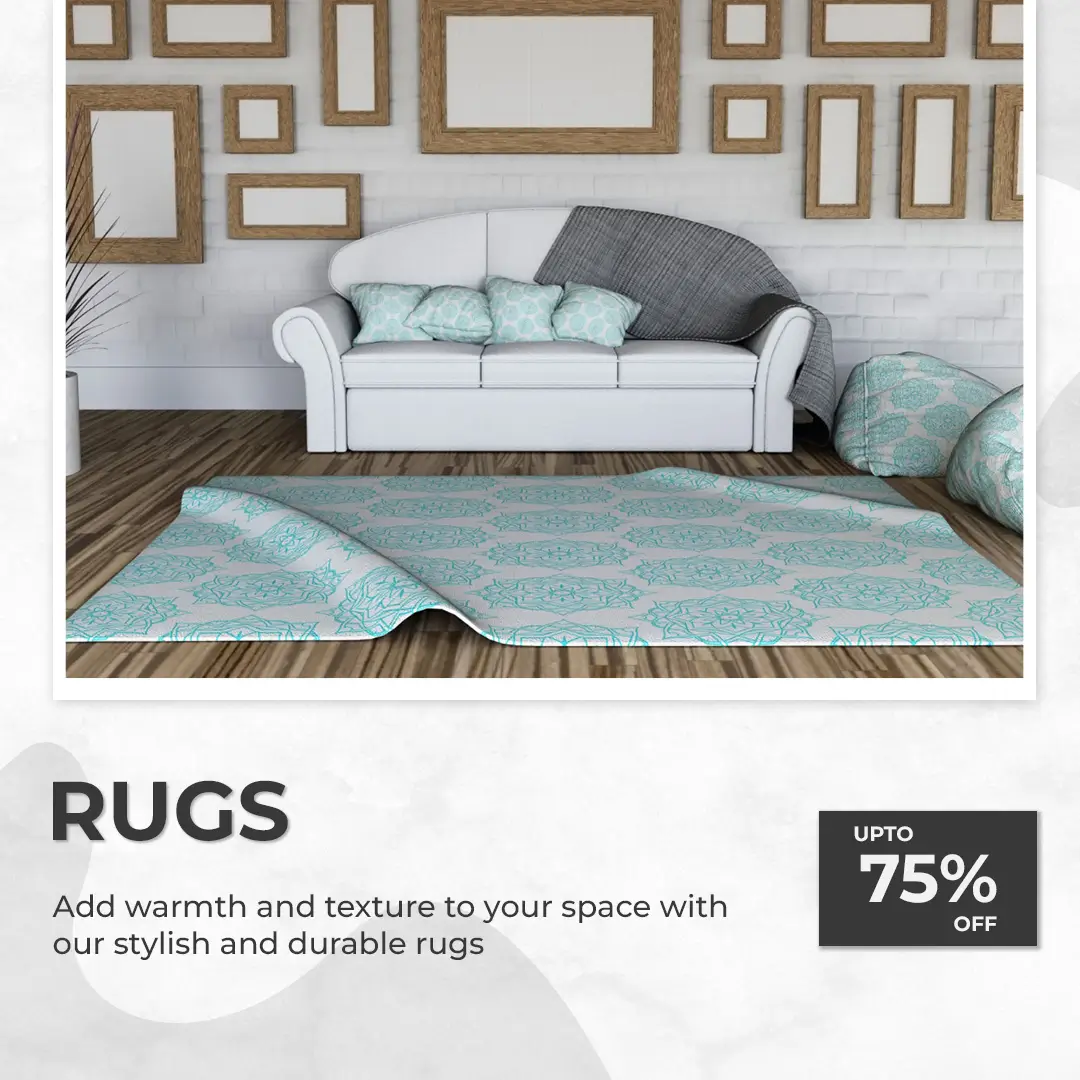 RUGS
Add warmth and texture to your space with
our stylish and durable rugs
UPTO
75%
OFF